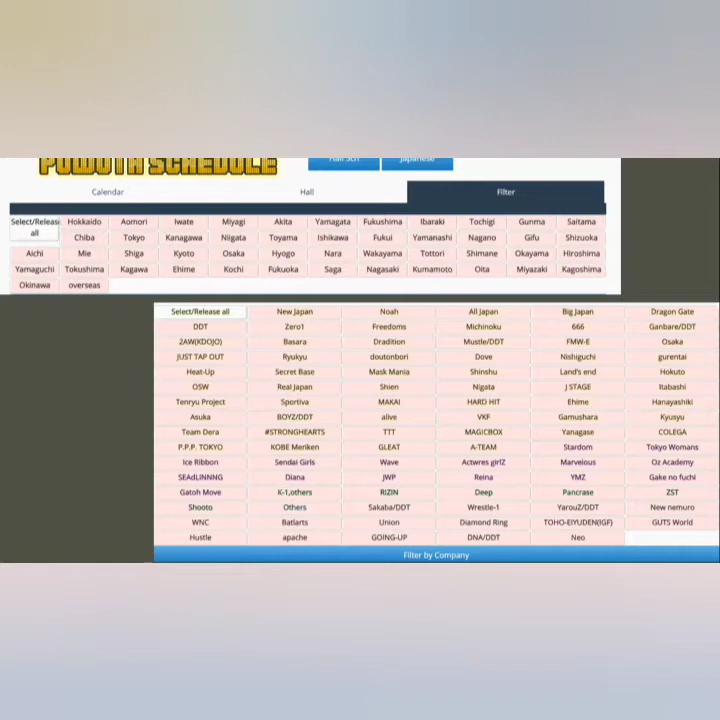 POWOTA SCHEDULE
Hall Sch Japanese
Calendar Hall Filter
Select/Release all Hokkaido Aomori Iwate Miyagi Akita Yamagata Fukushima Ibaraki Tochigi Gunma Saitama
Chiba Tokyo Kanagawa Niigata Toyama Ishikawa Fukui Yamanashi Nagano Gifu Shizuoka
Aichi Mie Shiga Kyoto Osaka Hyogo Nara Wakayama Tottori Shimane Okayama Hiroshima
Yamaguchi Tokushima Kagawa Ehime Kochi Fukuoka Saga Nagasaki Kumamoto Oita Miyazaki Kagoshima
Okinawa overseas
Select/Release all New Japan Noah All Japan Big Japan Dragon Gate
DDT Zero1 Freedoms Michinoku 666 Ganbare/DDT
2AW(KDOJO) Basara Dradition Mustle/DDT FMW-E Osaka
JUST TAP OUT Ryukyu doutonbori Dove Nishiguchi gurentai
Heat-Up Secret Base Mask Mania Shinshu Land's end Hokuto
OSW Real Japan Shien Nigata J STAGE Itabashi
Tenryu Project Sportiva MAKAI HARD HIT Ehime Hanayashiki
Asuka BOYZ/DDT alive VKF Gamushara Kyusyu
Team Dera #STRONGHEARTS TTT MAGICBOX Yanagase COLEGA
P.P.P. TOKYO KOBE Meriken GLEAT A-TEAM Stardom Tokyo Womans
Ice Ribbon Sendai Girls Wave Actwres girlZ Marvelous Oz Academy
SEAdLINNNG Diana JWP Reina YMZ Gake no fuchi
Gatoh Move K-1,others RIZIN Deep Pancrase ZST
Shooto Others Sakaba/DDT Wrestle-1 YarouZ/DDT New nemuro
WNC Batlarts Union Diamond Ring TOHO-EIYUDEN(IGF) GUTS World
Hustle apache GOING-UP DNA/DDT Neo
Filter by Company